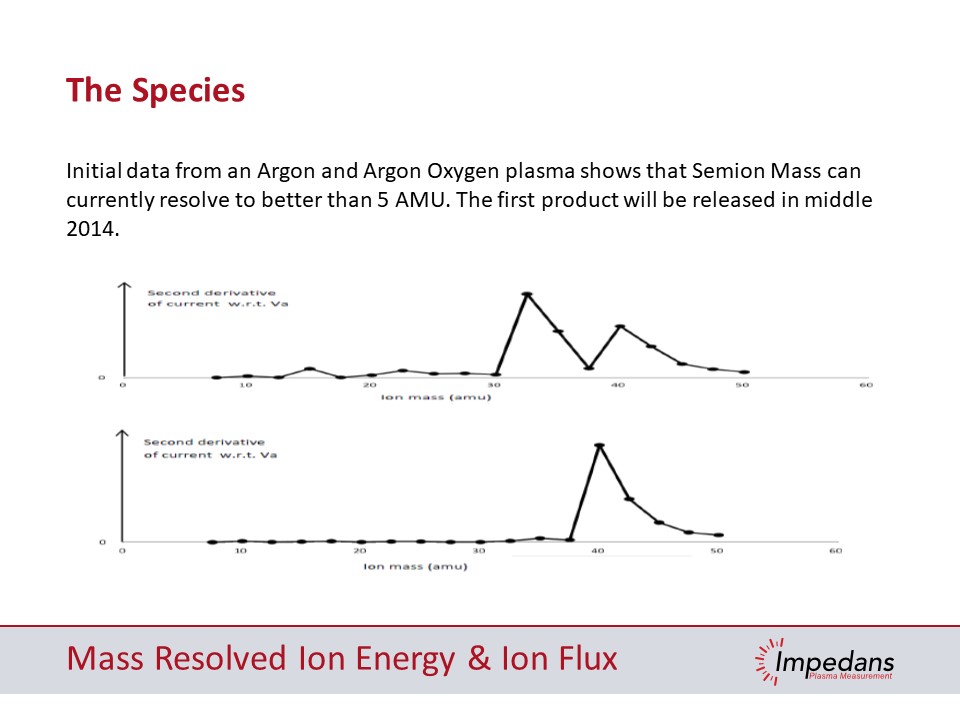 The Species
Initial data from an Argon and Argon Oxygen plasma shows that Semion Mass can
currently resolve to better than 5 AMU. The first product will be released in middle
2014.
Second derivative
of current w.r.t. Va
0
0 10 20 30 40 50 60
Ion mass (amu)
Second derivative
of current w.r.t. Va
0
0 10 20 30 40 50 60
Ion mass (amu)
Mass Resolved Ion Energy & Ion Flux
Impedans
Plasma Measurement